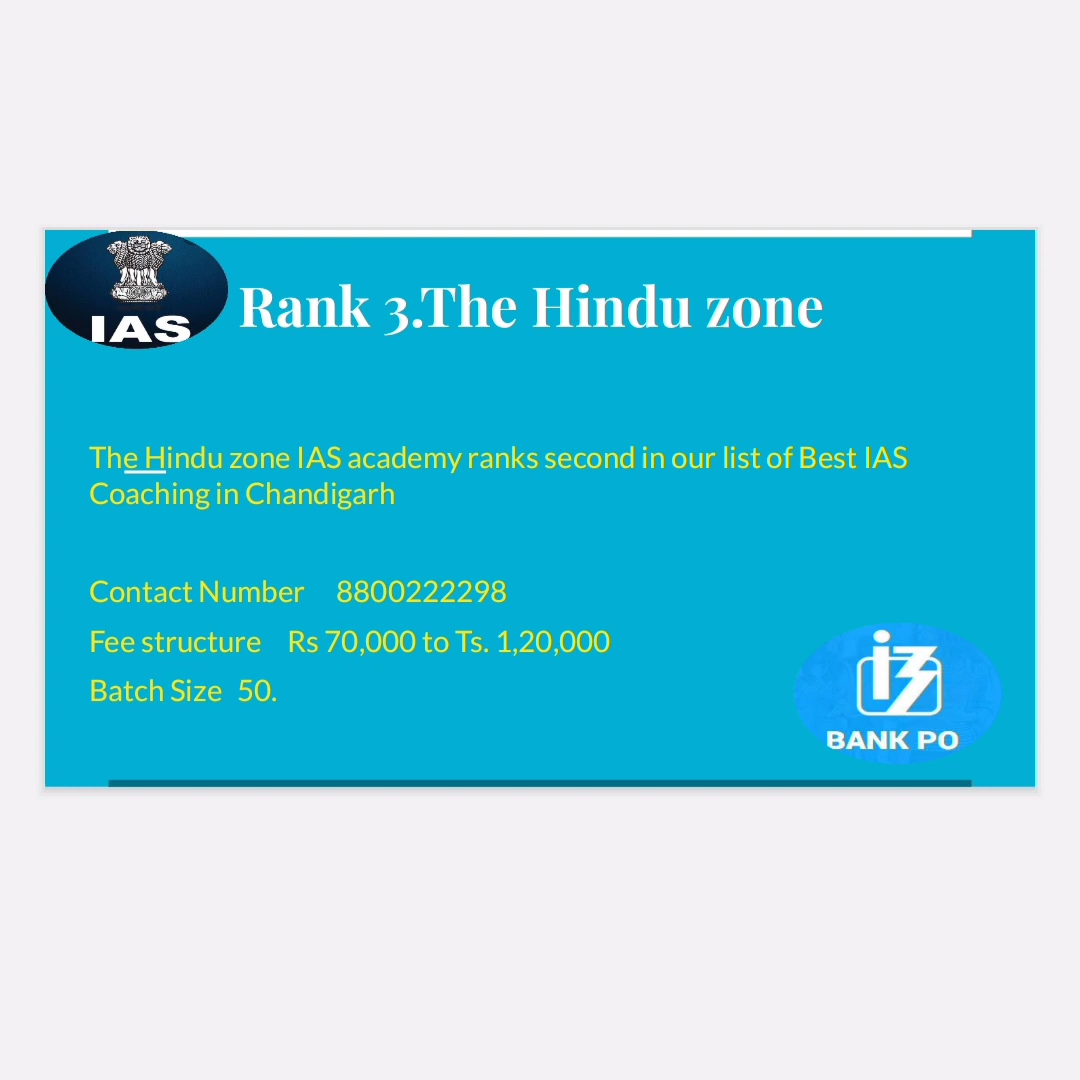 IAS
Rank 3.The Hindu zone
The Hindu zone IAS academy ranks second in our list of Best IAS
Coaching in Chandigarh
Contact Number 8800222298
Fee structure Rs 70,000 to Ts. 1,20,000
Batch Size 50.
BANK PO